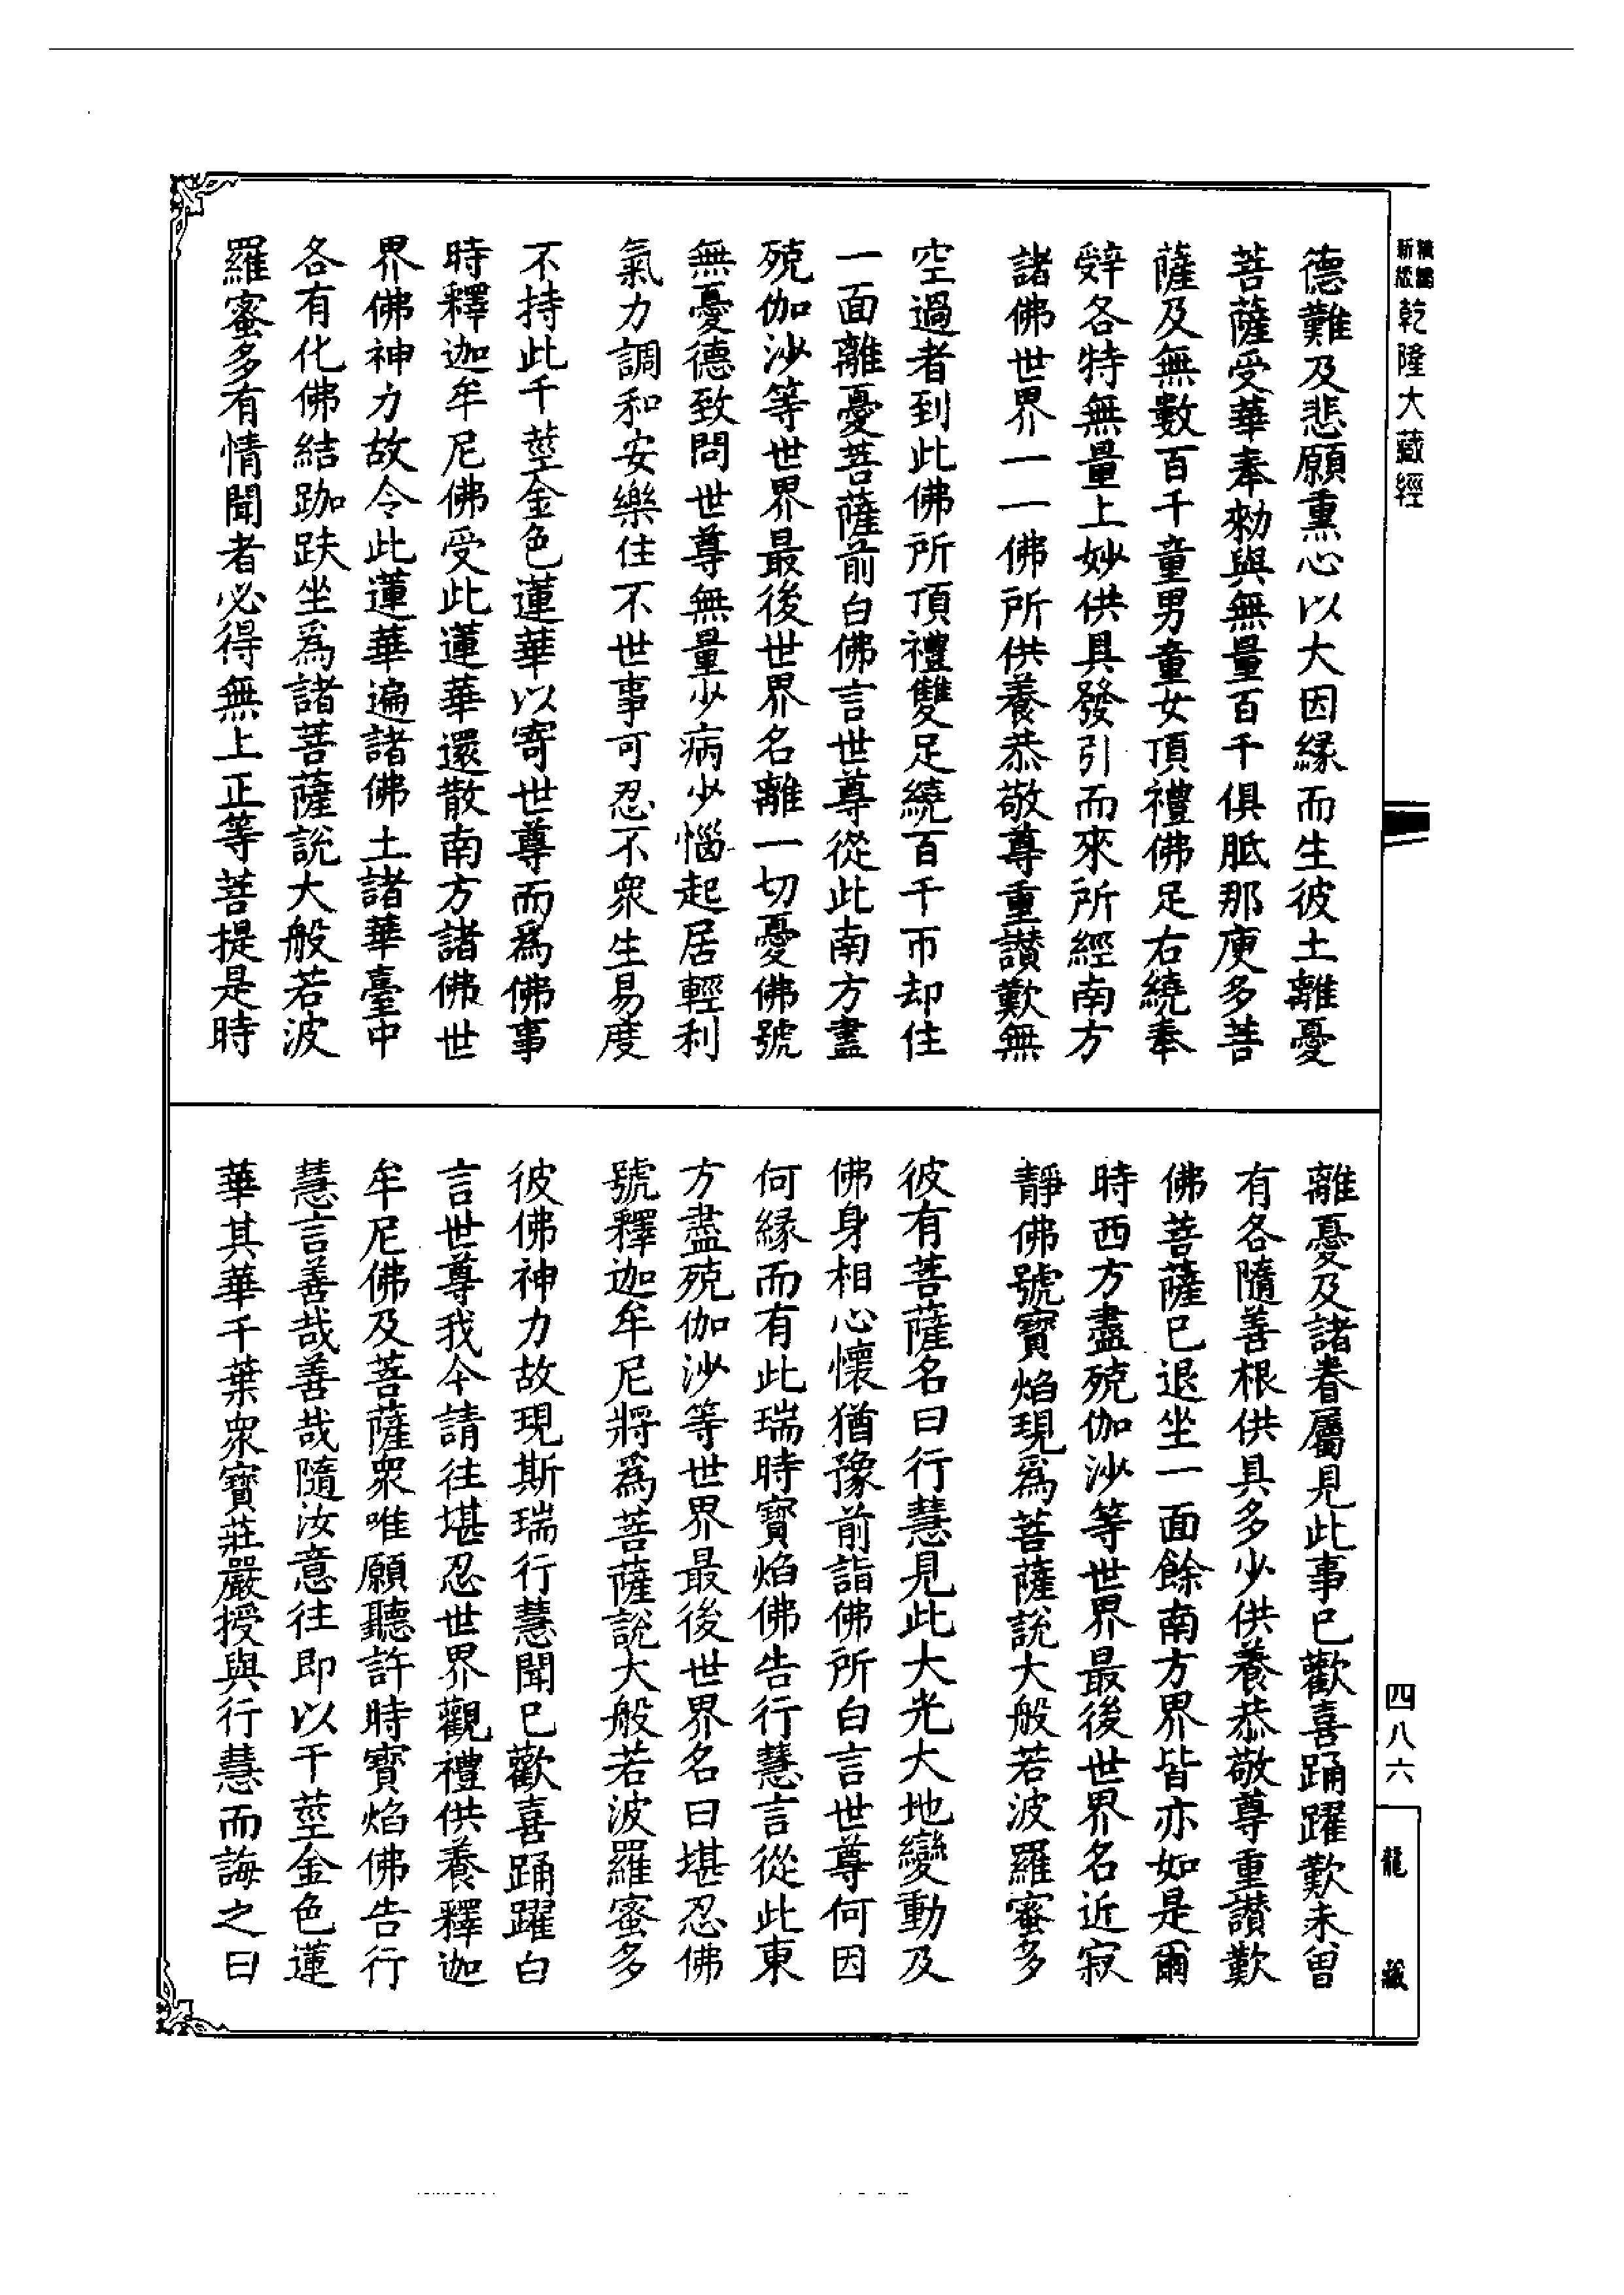 乾隆大藏經
德難及悲願熏心以大因緣而生彼土離憂
菩薩受華奉勑與無量百千俱胝那庾多菩
薩及無數百千童男童女頂禮佛足右繞奉
辤各特無量上妙供具發引而來所經南方
諸佛世界一一佛所供養恭敬尊重讃歎無
空過者到此佛所頂禮雙足繞百千帀却住
一面離憂菩薩前白佛言世尊從此南方盡
殑伽沙等世界最後世界名離一切憂佛號
無憂德致問世尊無量少病少惱起居輕利
氣力調和安樂住不世事可忍不衆生易度
不持此千莖金色蓮華以寄世尊而爲佛事
時釋迦牟尼佛受此蓮華還散南方諸佛世
界佛神力故令此蓮華遍諸佛土諸華臺中
各有化佛結跏趺坐爲諸菩薩說大般若波
羅蜜多有情聞者必得無上正等菩提是時
離憂及諸眷屬見此事已歡喜踊躍歎未曾
有各隨善根供具多少供養恭敬尊重讃歎
佛菩薩已退坐一面餘南方界皆亦如是爾
時西方盡殑伽沙等世界最後世界名近寂
靜佛號寶焰現爲菩薩說大般若波羅蜜多
彼有菩薩名曰行慧見此大光大地變動及
佛身相心懷猶豫前詣佛所白言世尊何因
何緣而有此瑞時寶焰佛告行慧言從此東
方盡殑伽沙等世界最後世界名曰堪忍佛
號釋迦牟尼將爲菩薩說大般若波羅蜜多
彼佛神力故現斯瑞行慧聞已歡喜踊躍白
言世尊我今請往堪忍世界觀禮供養釋迦
牟尼佛及菩薩衆唯願聽許時寶焰佛告行
慧言善哉善哉隨汝意往即以千莖金色蓮
華其華千葉衆寶莊嚴授與行慧而誨之曰
四八六
龍藏